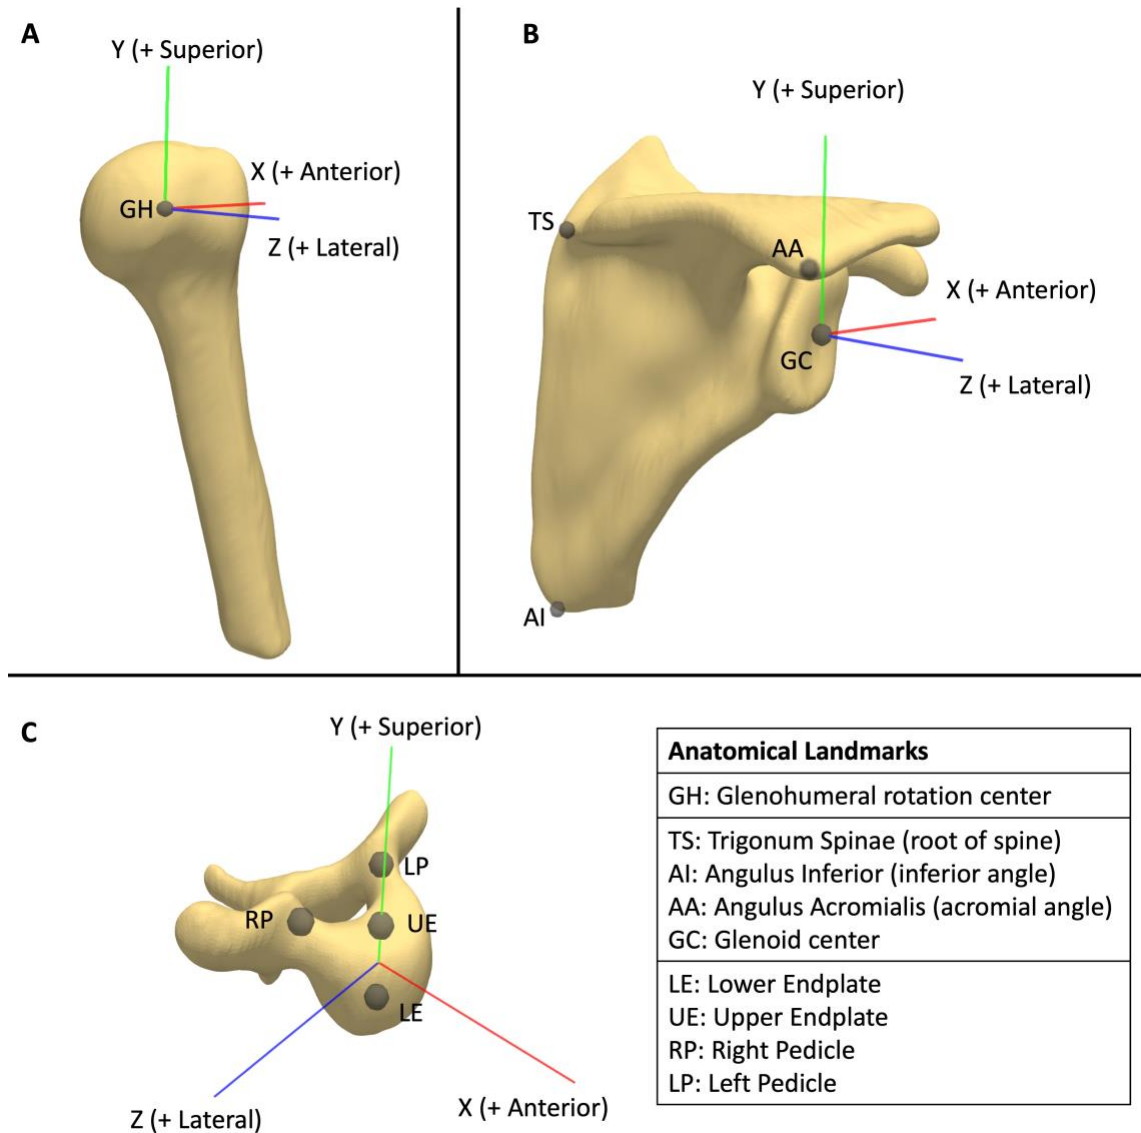 A
Y (+ Superior)
X (+ Anterior)
GH
Z (+ Lateral)
B
Y (+ Superior)
TS
AA
X (+ Anterior)
GC
Z (+ Lateral)
AI
C
Y (+ Superior)
LP
RP
UE
LE
Z (+ Lateral)
X (+ Anterior)
Anatomical Landmarks
GH: Glenohumeral rotation center
TS: Trigonum Spinae (root of spine)
AI: Angulus Inferior (inferior angle)
AA: Angulus Acromialis (acromial angle)
GC: Glenoid center
LE: Lower Endplate
UE: Upper Endplate
RP: Right Pedicle
LP: Left Pedicle